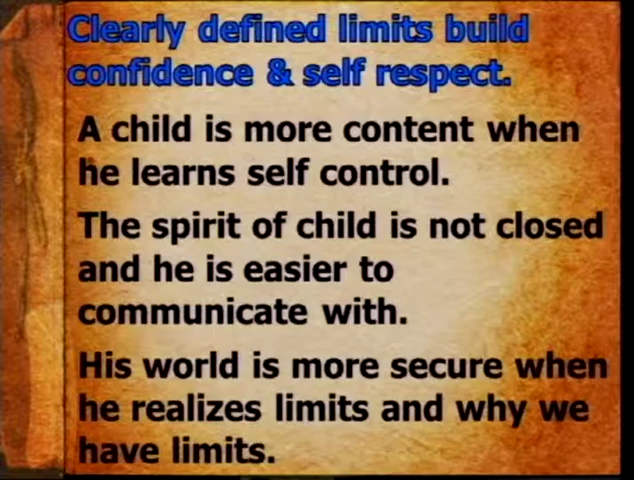 Clearly defined limits build
confidence & self respect.
A child is more content when
he learns self control.
The spirit of child is not closed
and he is easier to
communicate with.
His world is more secure when
he realizes limits and why we
have limits.